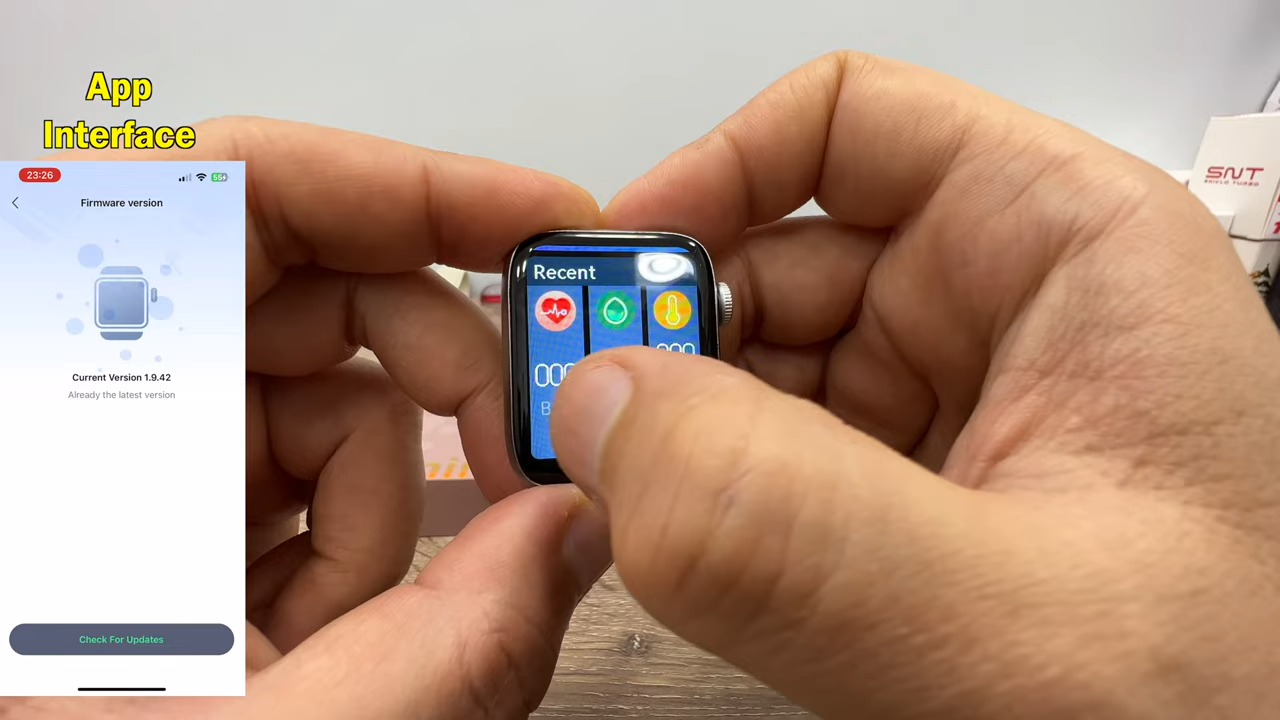 App
Interface
23:26
Firmware version
Current Version 1.9.42
Already the latest version
Check For Updates
Recent
000
SNT